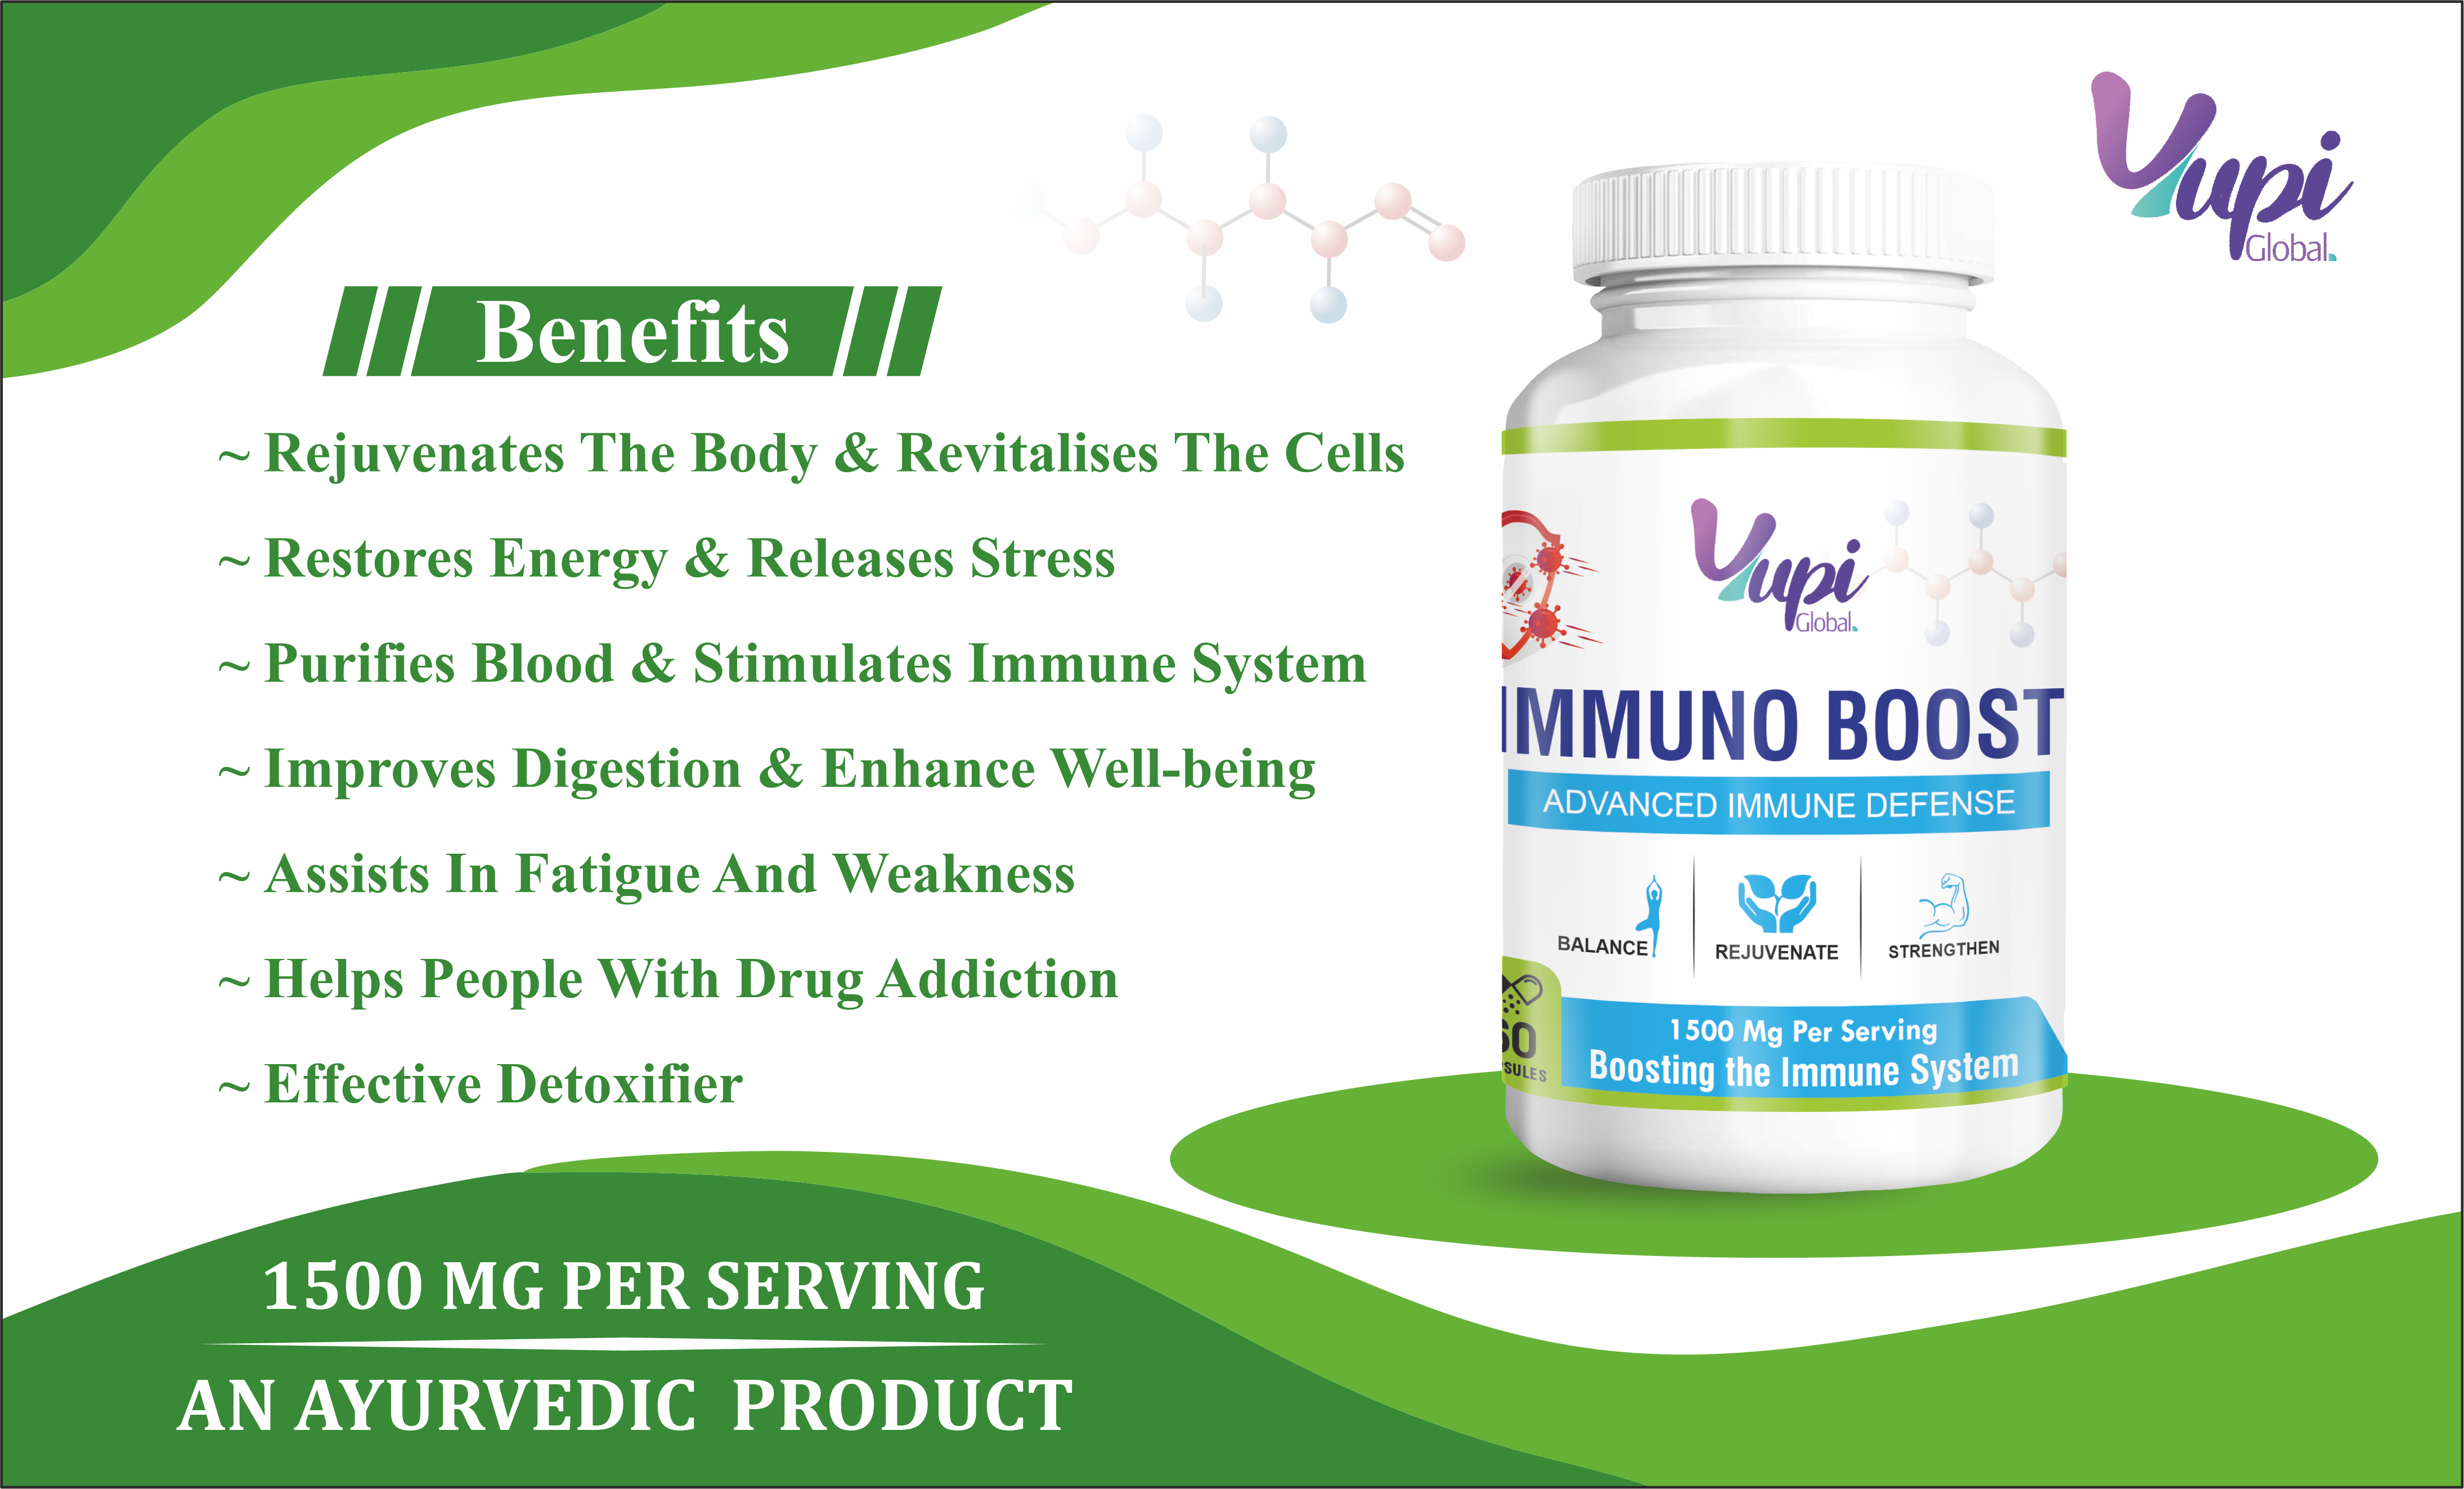 Yupi
Global.
Benefits
~ Rejuvenates The Body & Revitalises The Cells
~ Restores Energy & Releases Stress
~ Purifies Blood & Stimulates Immune System
~ Improves Digestion & Enhance Well-being
~ Assists In Fatigue And Weakness
~ Helps People With Drug Addiction
~ Effective Detoxifier
1500 MG PER SERVING
AN AYURVEDIC PRODUCT
Yupi
Global.
IMMUNO BOOST
ADVANCED IMMUNE DEFENSE
BALANCE
REJUVENATE
STRENGTHEN
1500 Mg Per Serving
Boosting the Immune System